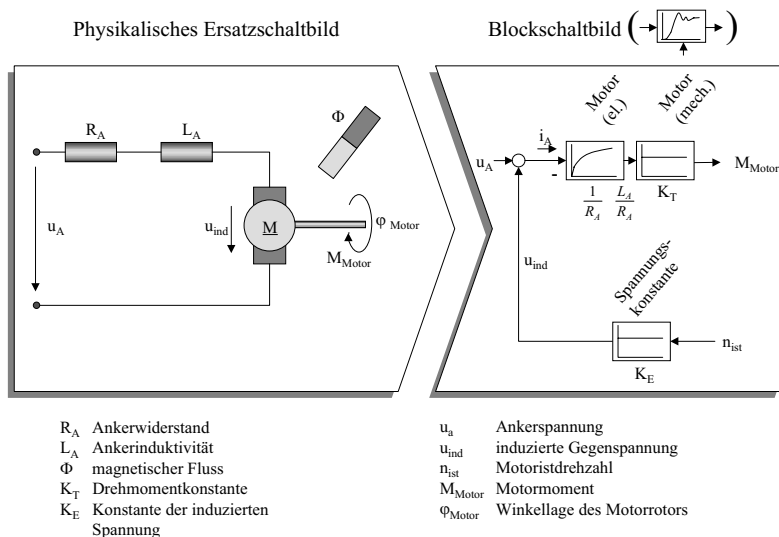 Physikalisches Ersatzschaltbild
Blockschaltbild ( )
R_A
L_A
Φ
u_A
u_ind
M
φ_Motor
M_Motor
Motor
(el.)
Motor
(mech.)
i_A
u_A
-
M_Motor
1/R_A
L_A/R_A
K_T
u_ind
Spannungs-
konstante
n_ist
K_E
R_A Ankerwiderstand
L_A Ankerinduktivität
Φ magnetischer Fluss
K_T Drehmomentkonstante
K_E Konstante der induzierten
Spannung
u_a Ankerspannung
u_ind induzierte Gegenspannung
n_ist Motoristdrehzahl
M_Motor Motormoment
φ_Motor Winkellage des Motorrotors